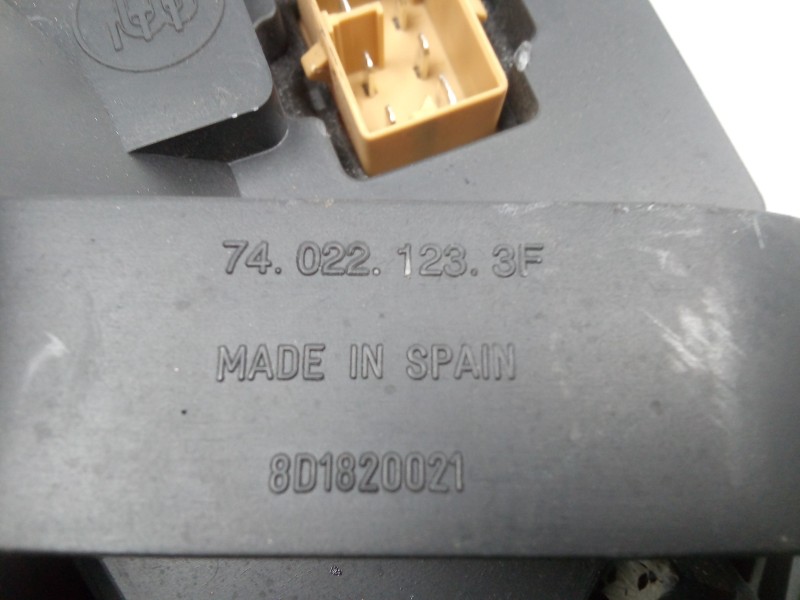 74. 022. 123. 3F
MADE IN SPAIN
8D1820021